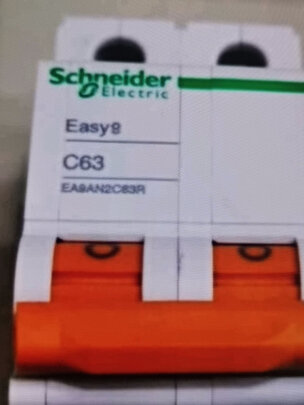 Schneider
Electric
Easy9
C63
EA9AN2C63R